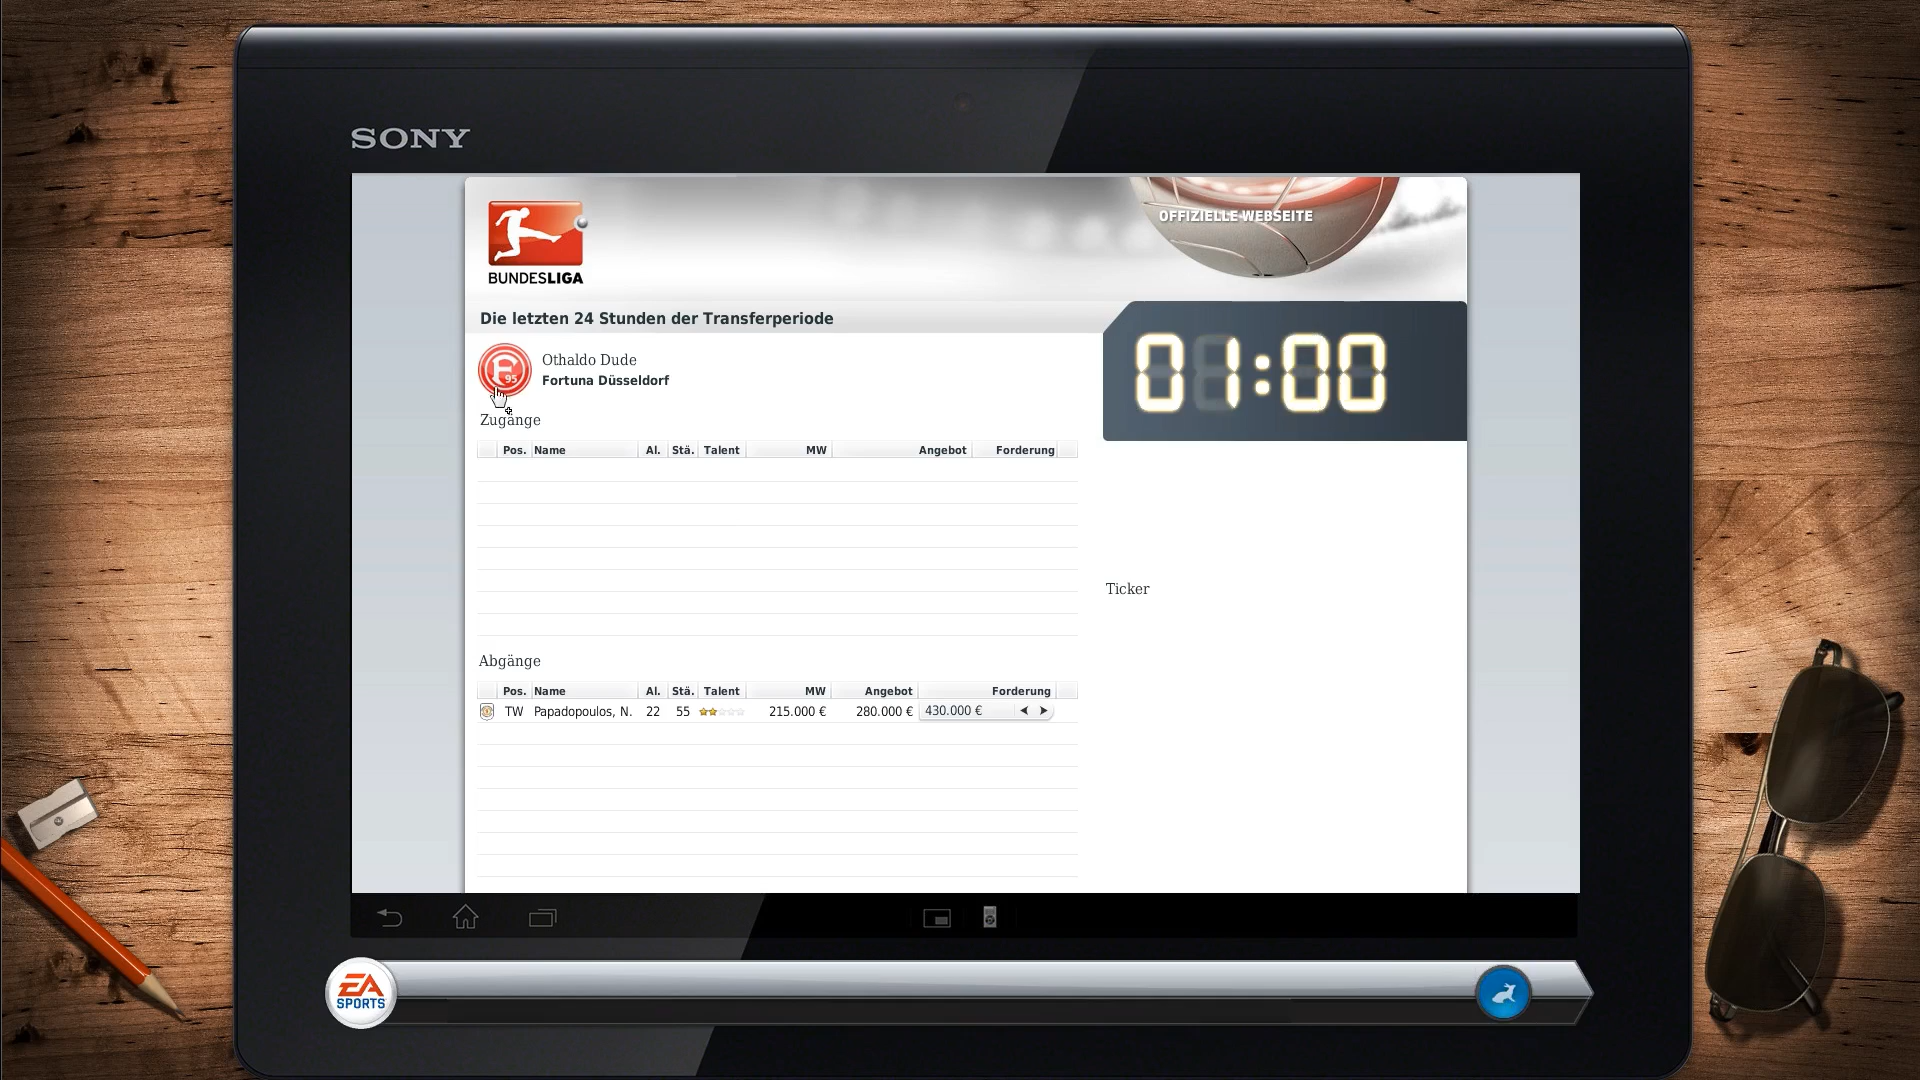 SONY
OFFIZIELLE WEBSEITE
BUNDESLIGA
Die letzten 24 Stunden der Transferperiode
01:00
Othaldo Dude
F 95
Fortuna Düsseldorf
Zugänge
Pos. Name Al. Stä. Talent MW Angebot Forderung
Ticker
Abgänge
Pos. Name Al. Stä. Talent MW Angebot Forderung
TW Papadopoulos, N. 22 55 215.000 € 280.000 € 430.000 €
EA
SPORTS